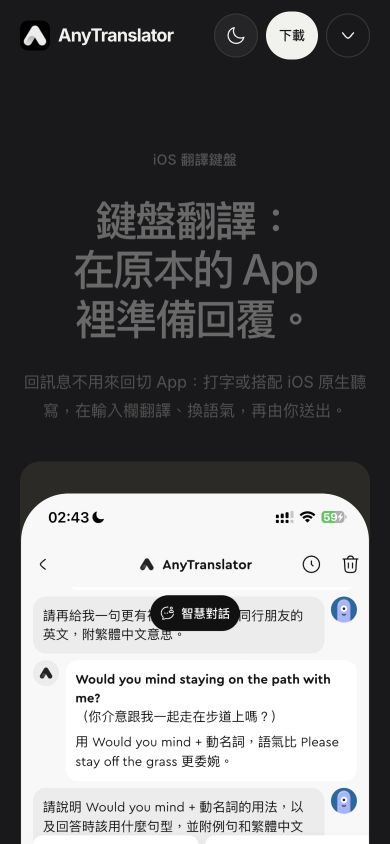 AnyTranslator
下載
iOS 翻譯鍵盤
鍵盤翻譯：
在原本的 App
裡準備回覆。
回訊息不用來回切 App：打字或搭配 iOS 原生聽
寫，在輸入欄翻譯、換語氣，再由你送出。
02:43
59
AnyTranslator
智慧對話
請再給我一句更有
同行朋友的
英文，附繁體中文意思。
Would you mind staying on the path with
me?
（你介意跟我一起走在步道上嗎？）
用 Would you mind + 動名詞，語氣比 Please
stay off the grass 更委婉。
請說明 Would you mind + 動名詞的用法，以
及回答時該用什麼句型，並附例句和繁體中文